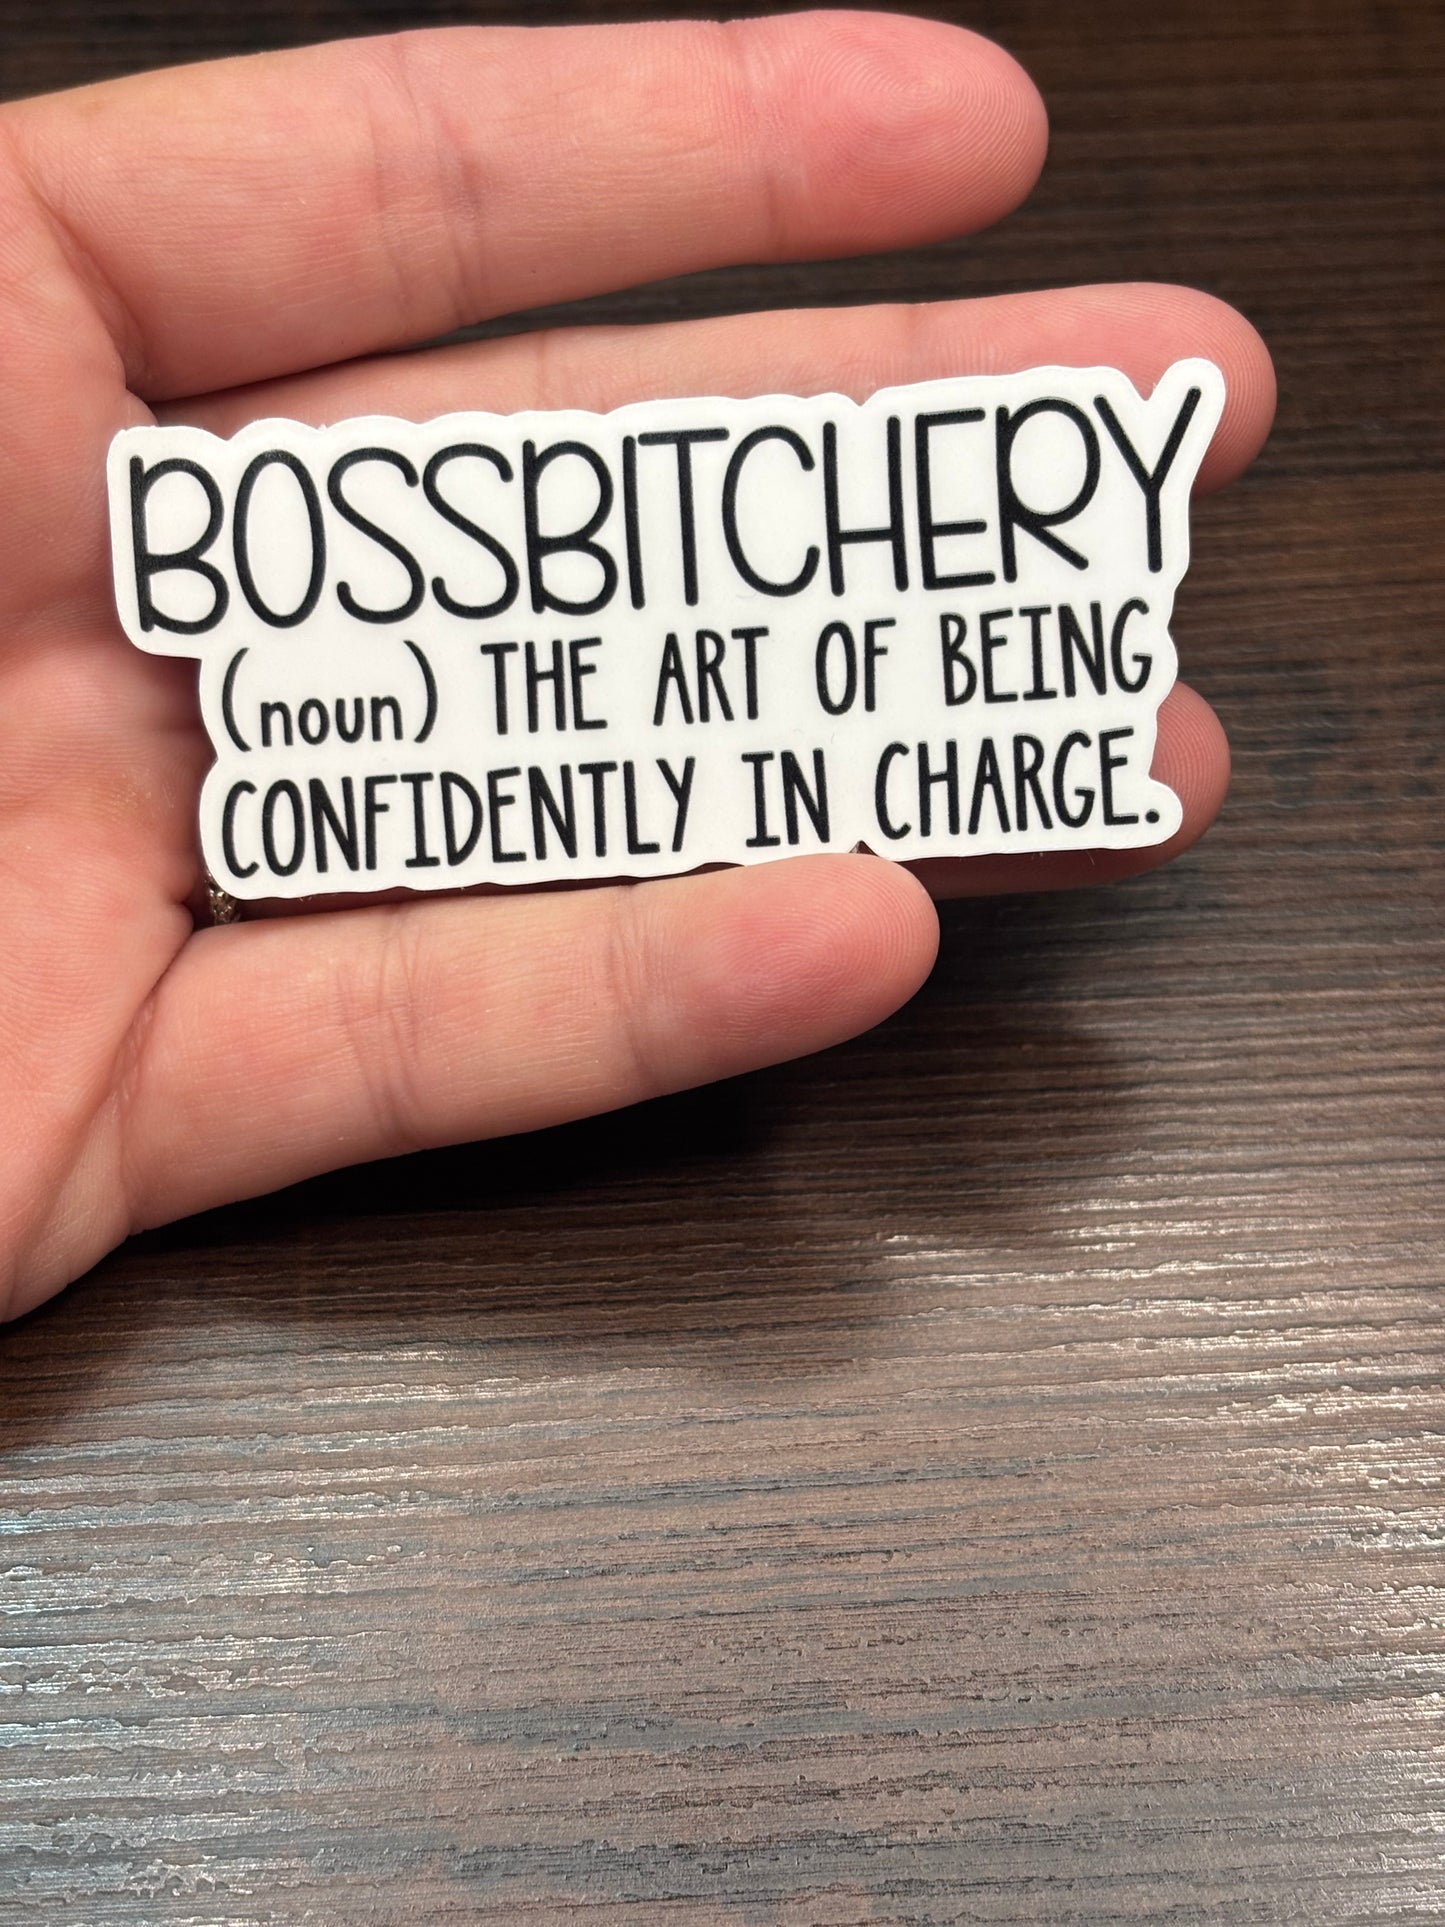 BOSSBITCHERY
(noun) THE ART OF BEING
CONFIDENTLY IN CHARGE.